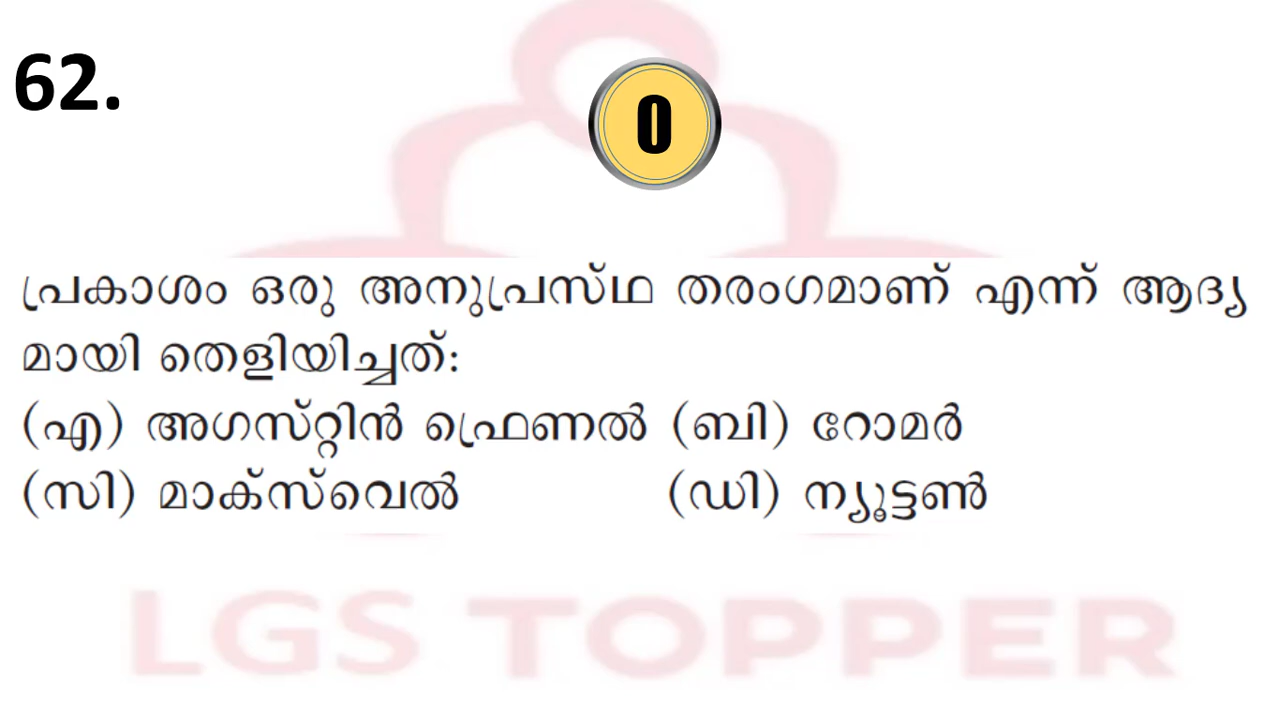 62.
0
പ്രകാശം ഒരു അനുപ്രസ്ഥ തരംഗമാണ് എന്ന് ആദ്യ
മായി തെളിയിച്ചത്:
(എ) അഗസ്റ്റിൻ ഫ്രെണൽ (ബി) റോമർ
(സി) മാക്സ്‌വെൽ (ഡി) ന്യൂട്ടൺ
LGS TOPPER